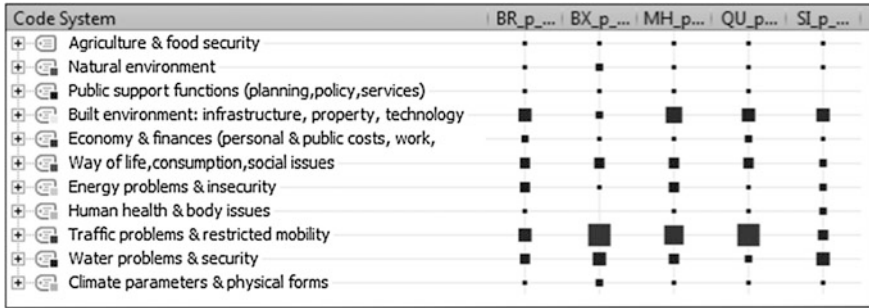 Code System BR_p_... BX_p_... MH_p... QU_p... SI_p_...
Agriculture & food security
Natural environment
Public support functions (planning,policy,services)
Built environment: infrastructure, property, technology
Economy & finances (personal & public costs, work,
Way of life,consumption,social issues
Energy problems & insecurity
Human health & body issues
Traffic problems & restricted mobility
Water problems & security
Climate parameters & physical forms